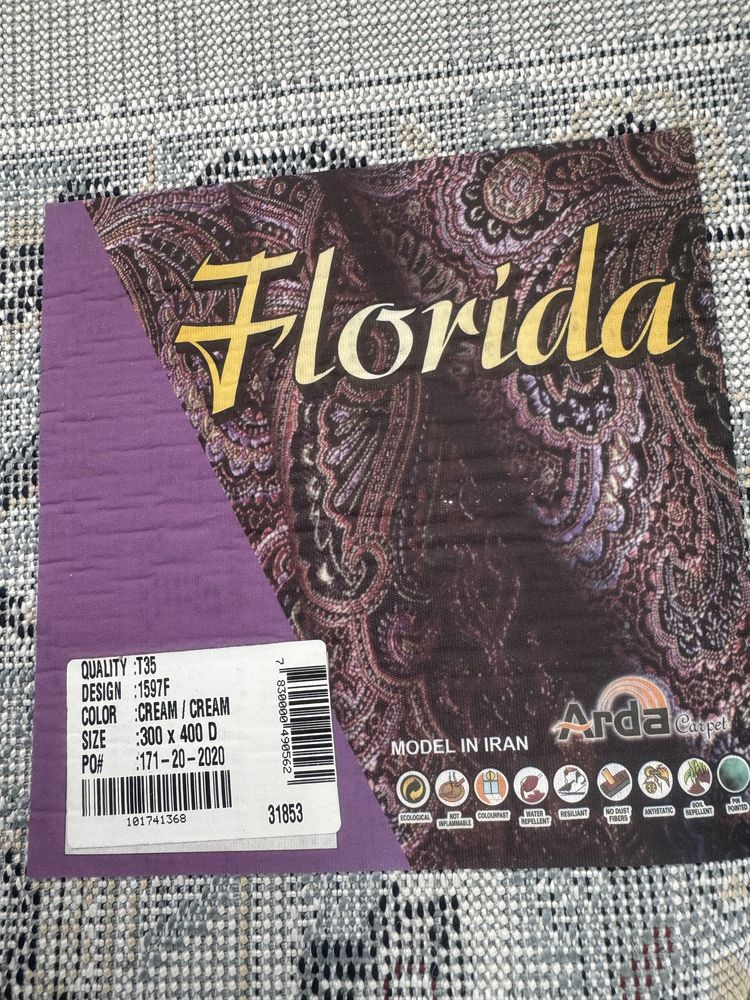 Florida
QUALITY :T35
DESIGN :1597F
COLOR :CREAM / CREAM
SIZE :300 x 400 D
PO# :171-20-2020
101741368
31853
7 830000 490562
Arda Carpet
MODEL IN IRAN
ECOLOGICAL
NOT INFLAMMABLE
COLOURFAST
WATER REPELLENT
RESILIANT
NO DUST FIBERS
ANTISTATIC
SOIL REPELLENT
PIN POINTED